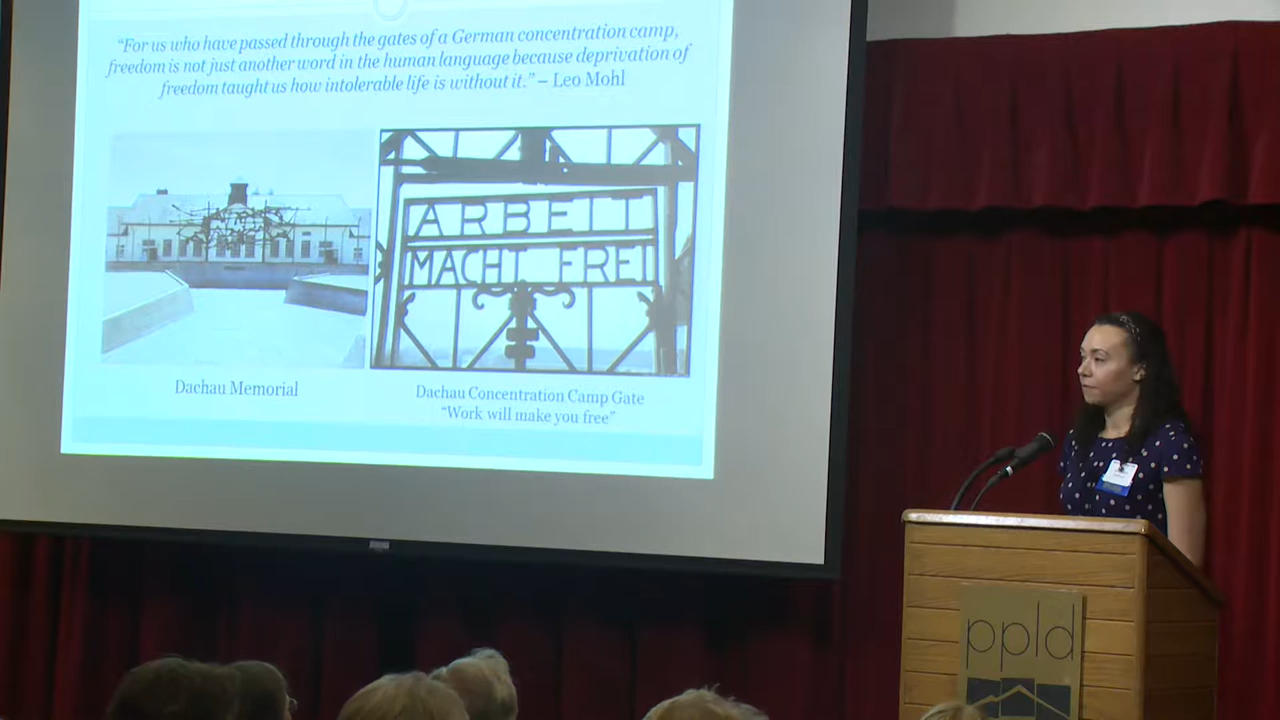 “For us who have passed through the gates of a German concentration camp,
freedom is not just another word in the human language because deprivation of
freedom taught us how intolerable life is without it.” – Leo Mohl
ARBEIT
MACHT FREI
Dachau Memorial
Dachau Concentration Camp Gate
“Work will make you free”
ppld